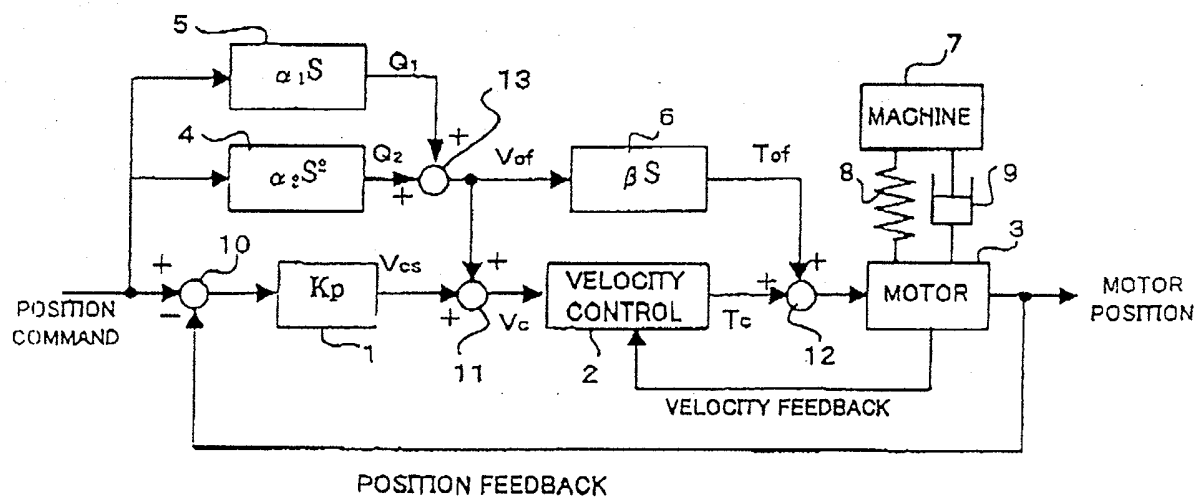 5
α₁S
Q₁
13
7
MACHINE
4
α₂S²
Q₂
+
+
Vof
6
βS
Tof
8
9
10
+
−
Kp
1
Vcs
+
+
11
Vc
VELOCITY
CONTROL
2
Tc
+
+
12
3
MOTOR
POSITION
COMMAND
MOTOR
POSITION
VELOCITY FEEDBACK
POSITION FEEDBACK